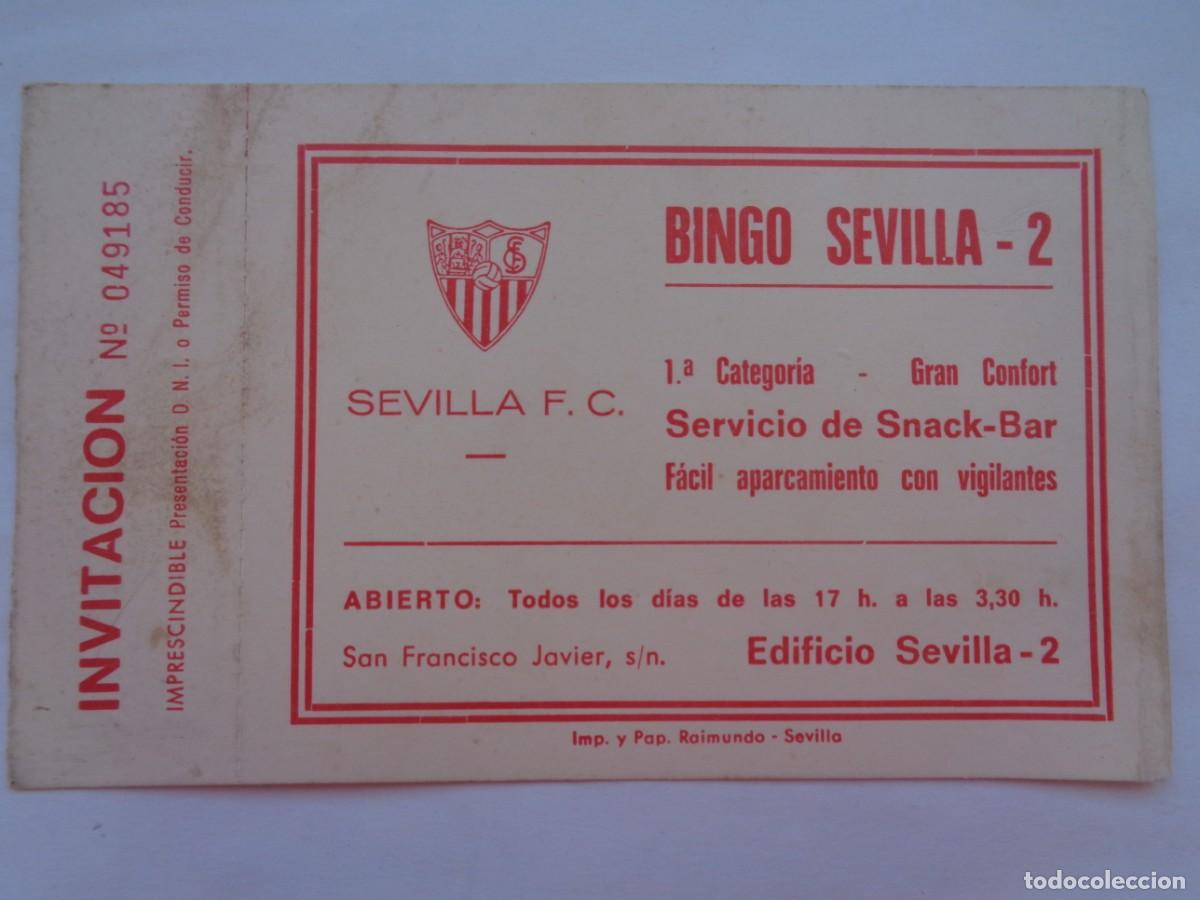 INVITACION Nº 049185
IMPRESCINDIBLE Presentación D. N. I. o Permiso de Conducir.
SEVILLA F. C.
BINGO SEVILLA - 2
1.ª Categoría - Gran Confort
Servicio de Snack-Bar
Fácil aparcamiento con vigilantes
ABIERTO: Todos los días de las 17 h. a las 3,30 h.
San Francisco Javier, s/n. Edificio Sevilla - 2
Imp. y Pap. Raimundo - Sevilla
todocoleccion